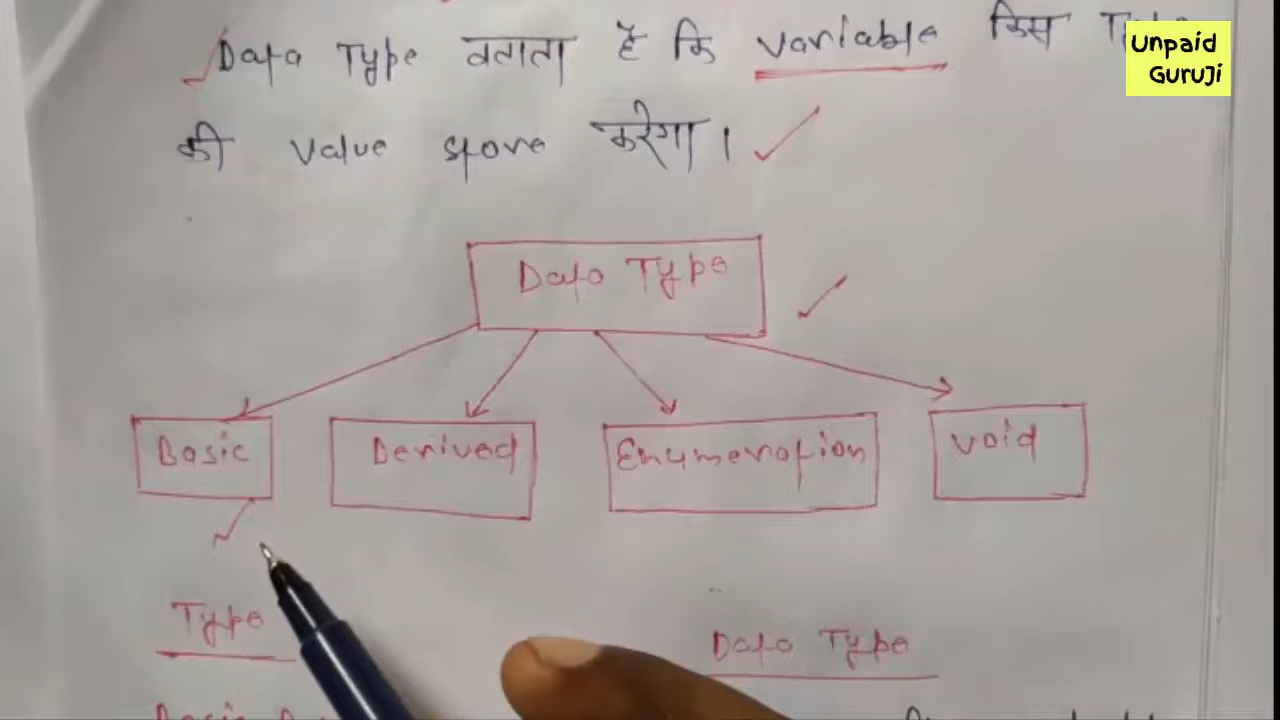 Data Type बताता है कि variable किस
की value store करेगा।
Unpaid
GuruJi
Data Type
Basic Derived Enumeration void
Type Data Type